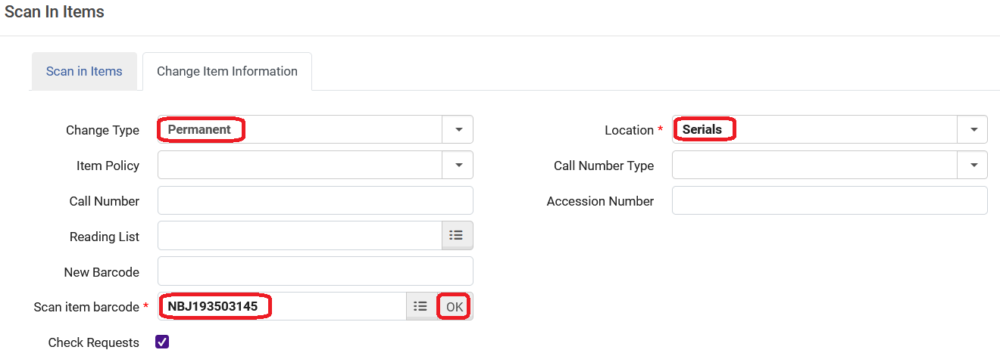 Scan In Items
Scan in Items Change Item Information
Change Type Permanent Location * Serials
Item Policy Call Number Type
Call Number Accession Number
Reading List
New Barcode
Scan item barcode * NBJ193503145 OK
Check Requests